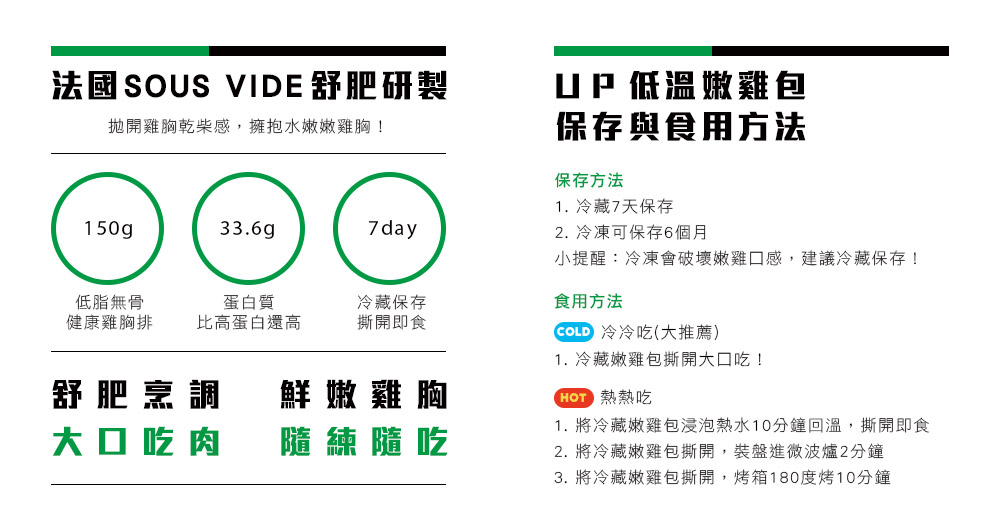 法國SOUS VIDE舒肥研製
拋開雞胸乾柴感，擁抱水嫩嫩雞胸！
150g
低脂無骨
健康雞胸排
33.6g
蛋白質
比高蛋白還高
7day
冷藏保存
撕開即食
舒肥烹調 鮮嫩雞胸
大口吃肉 隨練隨吃
UP 低溫嫩雞包
保存與食用方法
保存方法
1. 冷藏7天保存
2. 冷凍可保存6個月
小提醒：冷凍會破壞嫩雞口感，建議冷藏保存！
食用方法
COLD 冷冷吃(大推薦)
1. 冷藏嫩雞包撕開大口吃！
HOT 熱熱吃
1. 將冷藏嫩雞包浸泡熱水10分鐘回溫，撕開即食
2. 將冷藏嫩雞包撕開，裝盤進微波爐2分鐘
3. 將冷藏嫩雞包撕開，烤箱180度烤10分鐘